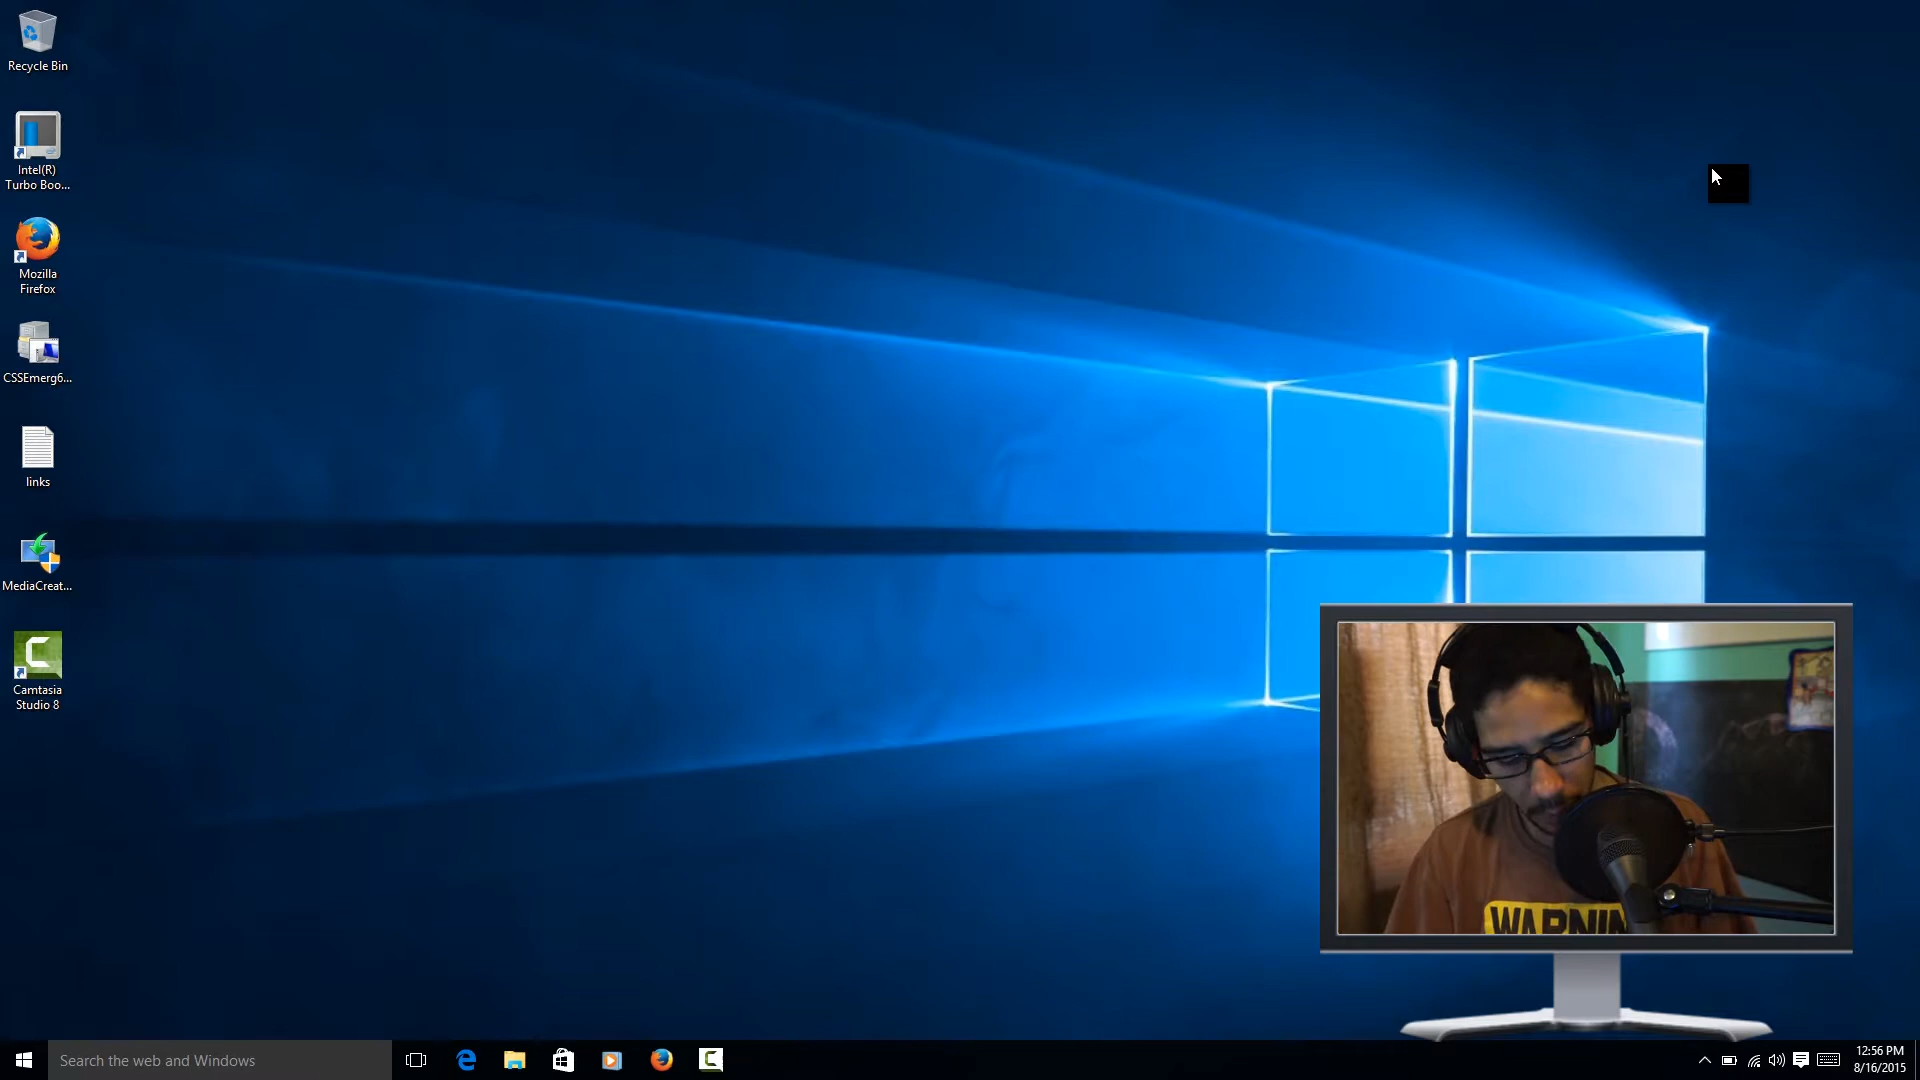 Recycle Bin
Intel(R)
Turbo Boo...
Mozilla
Firefox
CSSEmerg6...
links
MediaCreat...
Camtasia
Studio 8
WARNIN
Search the web and Windows
12:56 PM
8/16/2015